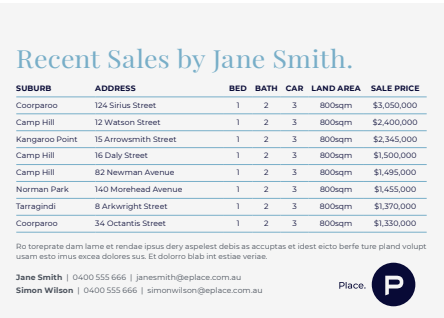 Recent Sales by Jane Smith.
SUBURB ADDRESS BED BATH CAR LAND AREA SALE PRICE
Coorparoo 124 Sirius Street 1 2 3 800sqm $3,050,000
Camp Hill 12 Watson Street 1 2 3 800sqm $2,400,000
Kangaroo Point 15 Arrowsmith Street 1 2 3 800sqm $2,345,000
Camp Hill 16 Daly Street 1 2 3 800sqm $1,500,000
Camp Hill 82 Newman Avenue 1 2 3 800sqm $1,495,000
Norman Park 140 Morehead Avenue 1 2 3 800sqm $1,455,000
Tarragindi 8 Arkwright Street 1 2 3 800sqm $1,370,000
Coorparoo 34 Octantis Street 1 2 3 800sqm $1,330,000
Ro toreprate dam lame et rendae ipsus dery aspelest debis as accuptas et idest eicto berfe ture pland volupt
usam esto imus excea dolores sus. Et dolorro blab int estiae veriae.
Jane Smith | 0400 555 666 | janesmith@eplace.com.au
Simon Wilson | 0400 555 666 | simonwilson@eplace.com.au
Place. P